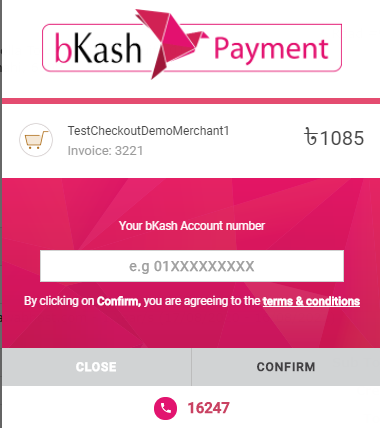 bKash Payment
TestCheckoutDemoMerchant1
৳1085
Invoice: 3221
Your bKash Account number
e.g 01XXXXXXXXX
By clicking on Confirm, you are agreeing to the terms & conditions
CLOSE
CONFIRM
16247